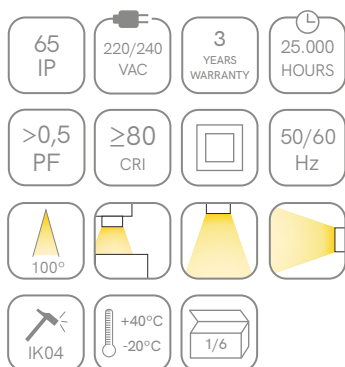 65
IP
220/240
VAC
3
YEARS
WARRANTY
25.000
HOURS
>0,5
PF
≥80
CRI
50/60
Hz
100°
IK04
+40°C
-20°C
1/6